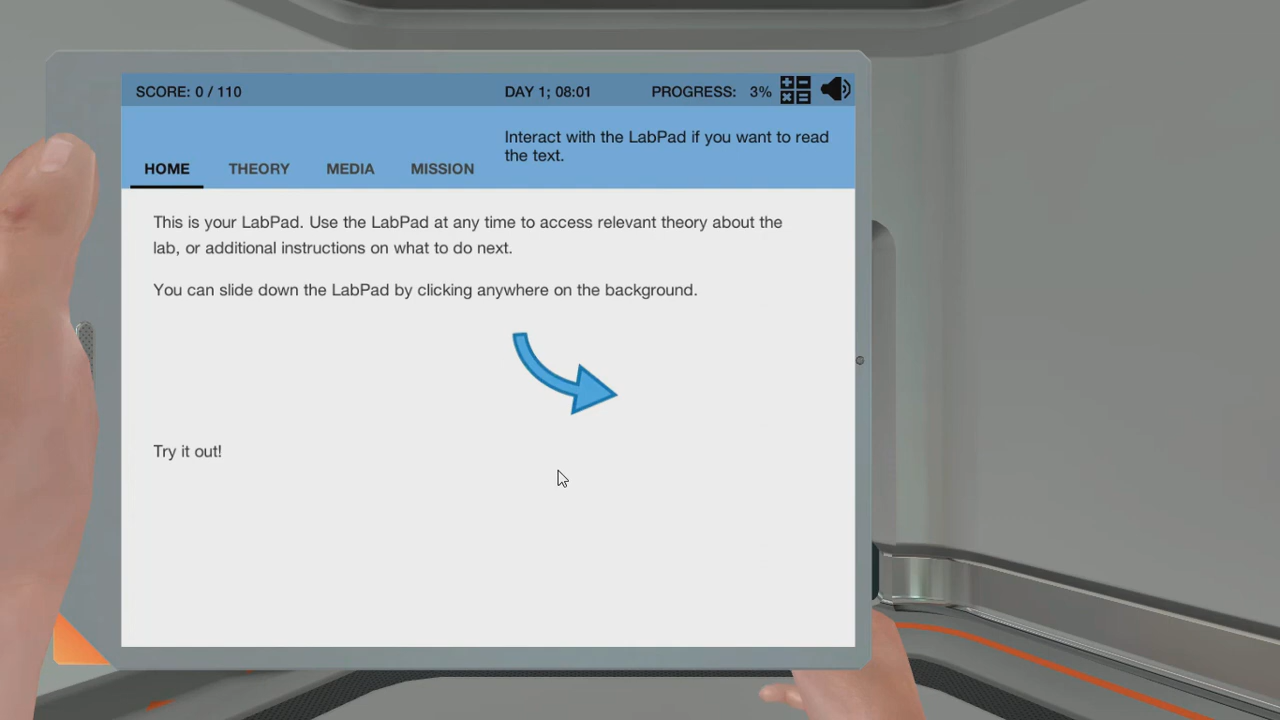 SCORE: 0 / 110
DAY 1; 08:01
PROGRESS: 3%
Interact with the LabPad if you want to read
the text.
HOME
THEORY
MEDIA
MISSION
This is your LabPad. Use the LabPad at any time to access relevant theory about the
lab, or additional instructions on what to do next.
You can slide down the LabPad by clicking anywhere on the background.
Try it out!